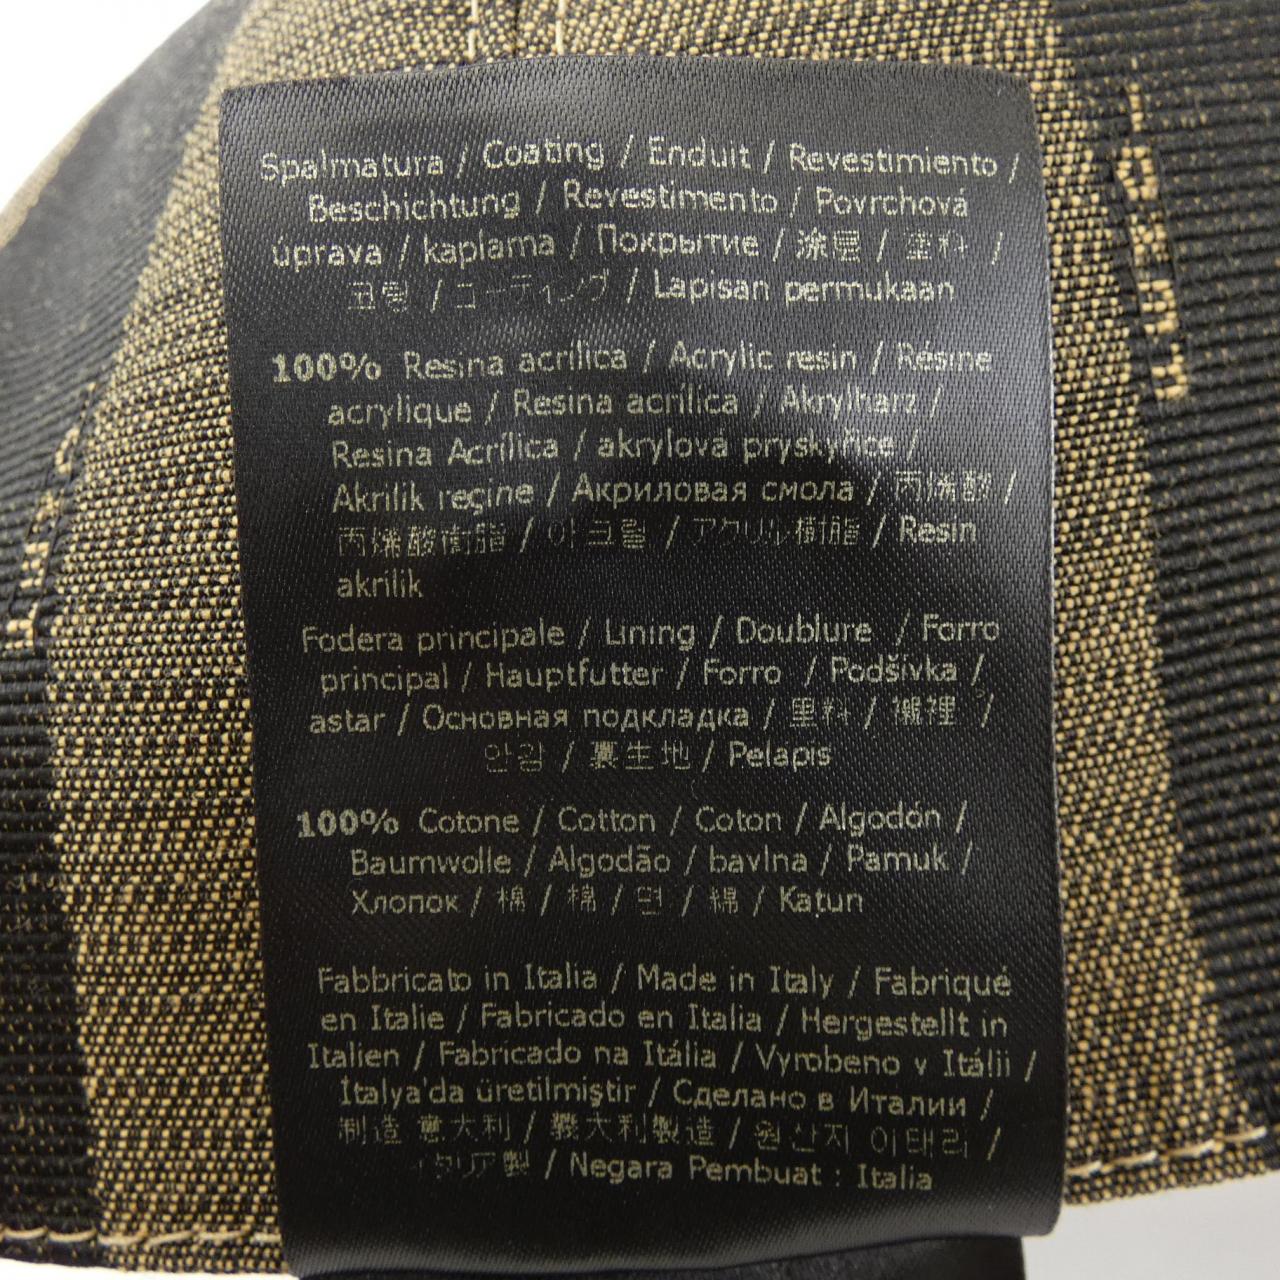 Spalmatura / Coating / Enduit / Revestimiento /
Beschichtung / Revestimento / Povrchová
úprava / kaplama / Покрытие / 涂层 / 塗料 /
코팅 / コーティング / Lapisan permukaan
100% Resina acrilica / Acrylic resin / Résine
acrylique / Resina acrílica / Akrylharz /
Resina Acrílica / akrylová pryskyřice /
Akrilik reçine / Акриловая смола / 丙烯酸 /
丙烯酸樹脂 / 아크릴 / アクリル樹脂 / Resin
akrilik
Fodera principale / Lining / Doublure / Forro
principal / Hauptfutter / Forro / Podšívka /
astar / Основная подкладка / 里料 / 襯裡 /
안감 / 裏生地 / Pelapis
100% Cotone / Cotton / Coton / Algodón /
Baumwolle / Algodão / bavlna / Pamuk /
Хлопок / 棉 / 棉 / 면 / 綿 / Katun
Fabbricato in Italia / Made in Italy / Fabriqué
en Italie / Fabricado en Italia / Hergestellt in
Italien / Fabricado na Itália / Vyrobeno v Itálii /
İtalya'da üretilmiştir / Сделано в Италии /
制造 意大利 / 義大利製造 / 원산지 이태리 /
イタリア製 / Negara Pembuat : Italia